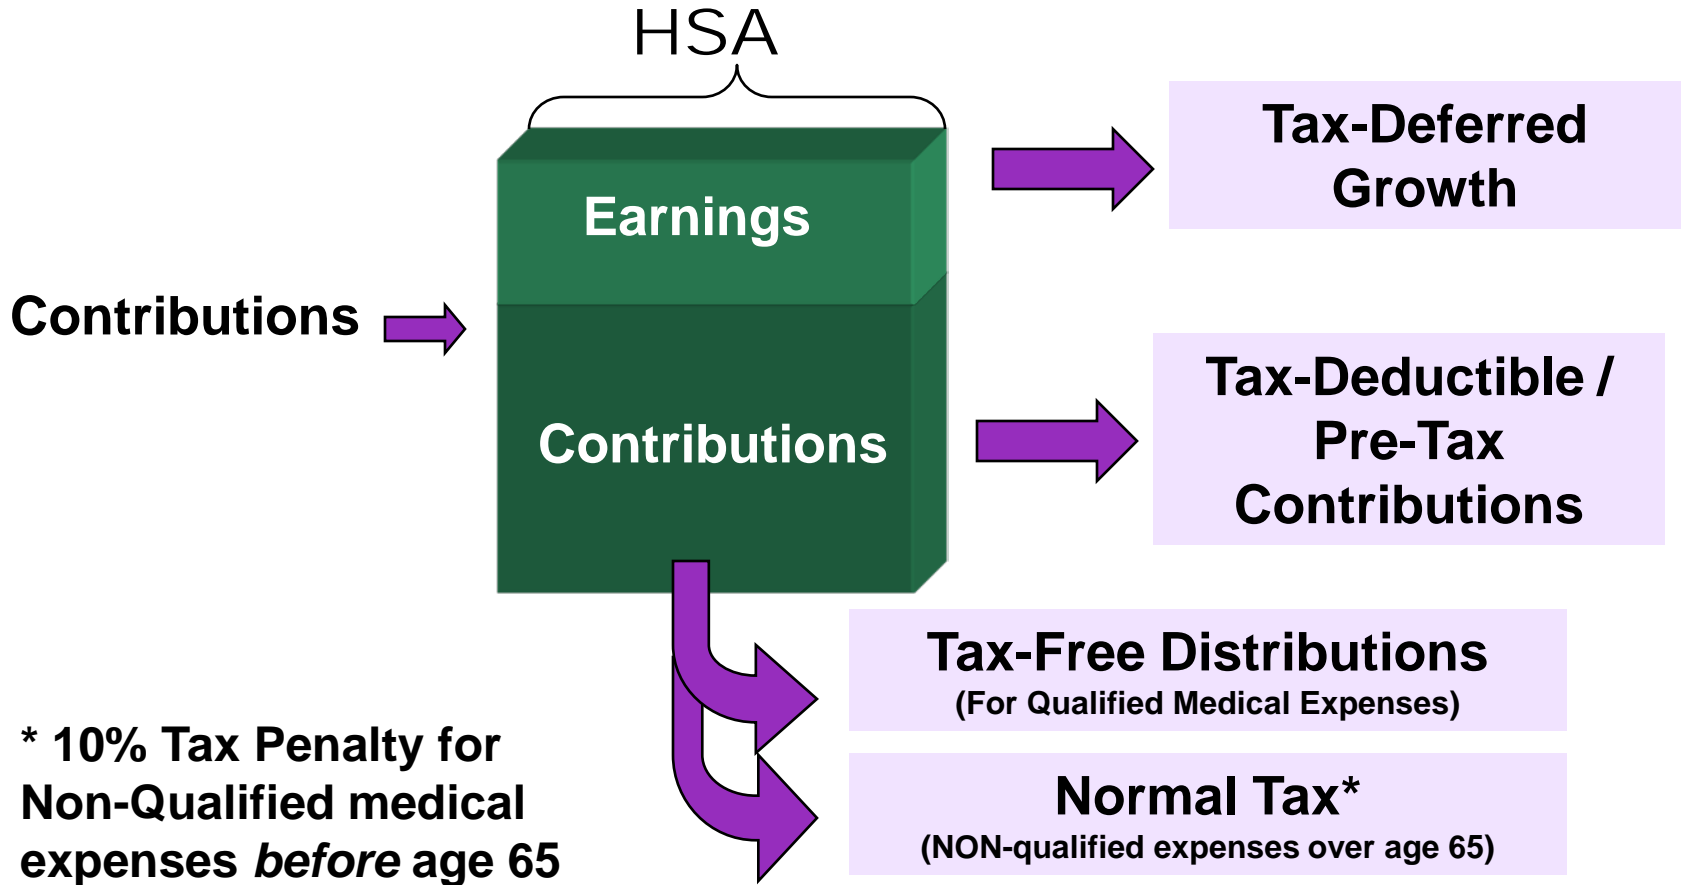 HSA
Tax-Deferred
Growth
Earnings
Contributions
Contributions
Tax-Deductible /
Pre-Tax
Contributions
Tax-Free Distributions
(For Qualified Medical Expenses)
Normal Tax*
(NON-qualified expenses over age 65)
* 10% Tax Penalty for
Non-Qualified medical
expenses before age 65